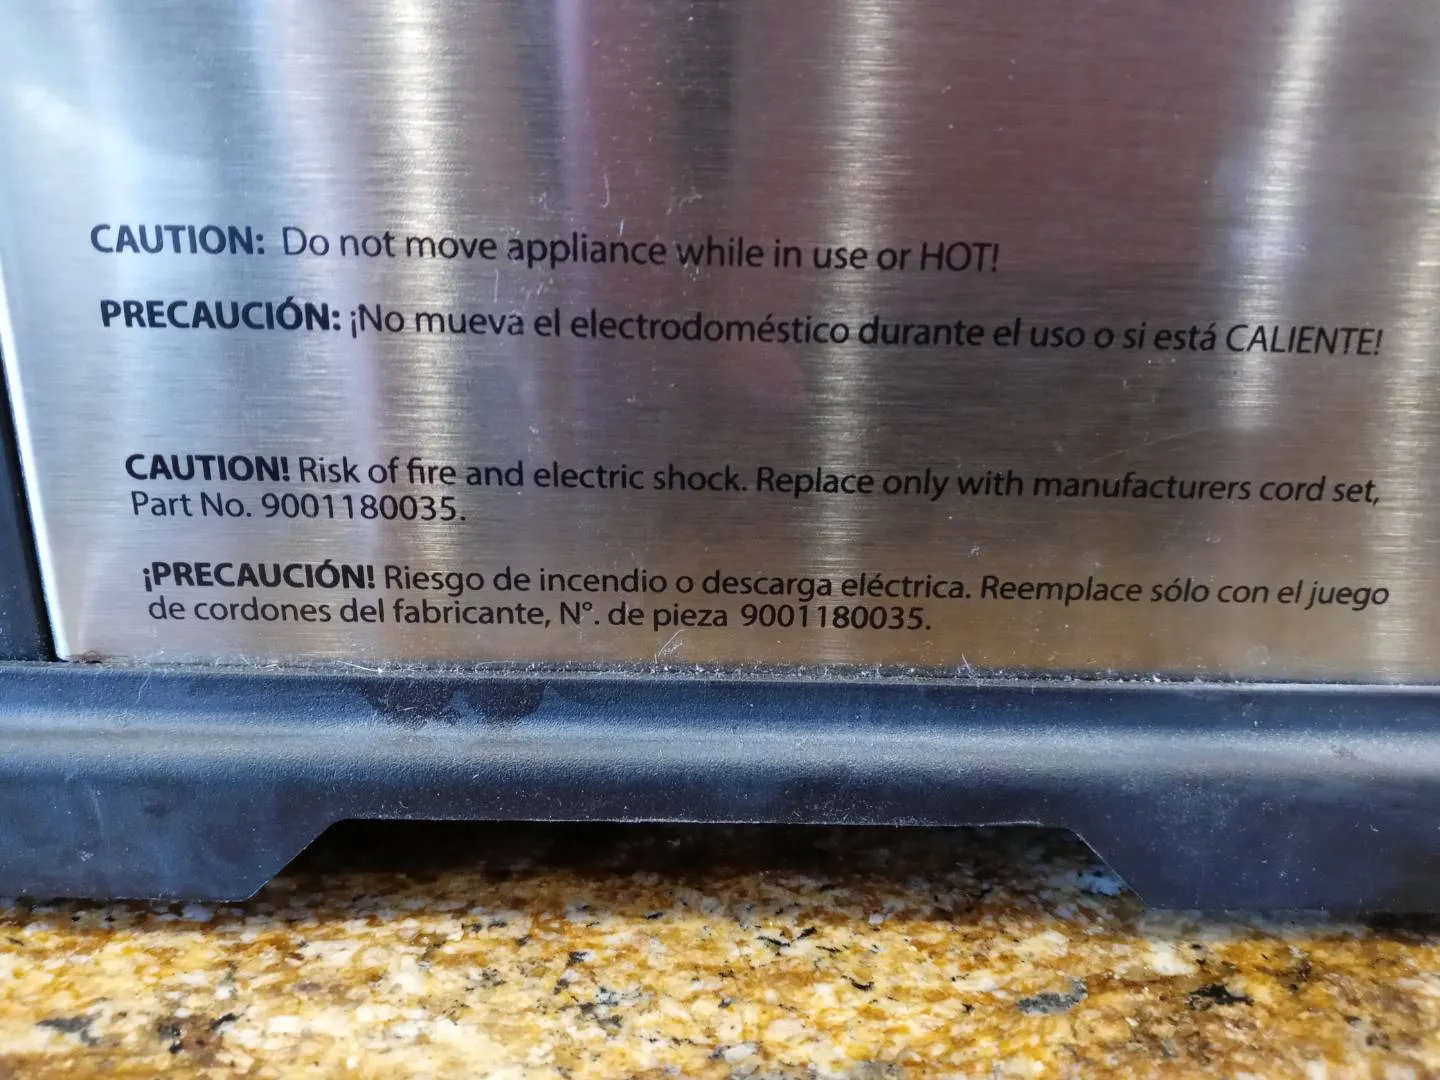 CAUTION: Do not move appliance while in use or HOT!
PRECAUCIÓN: ¡No mueva el electrodoméstico durante el uso o si está CALIENTE!
CAUTION! Risk of fire and electric shock. Replace only with manufacturers cord set,
Part No. 9001180035.
¡PRECAUCIÓN! Riesgo de incendio o descarga eléctrica. Reemplace sólo con el juego
de cordones del fabricante, N°. de pieza 9001180035.